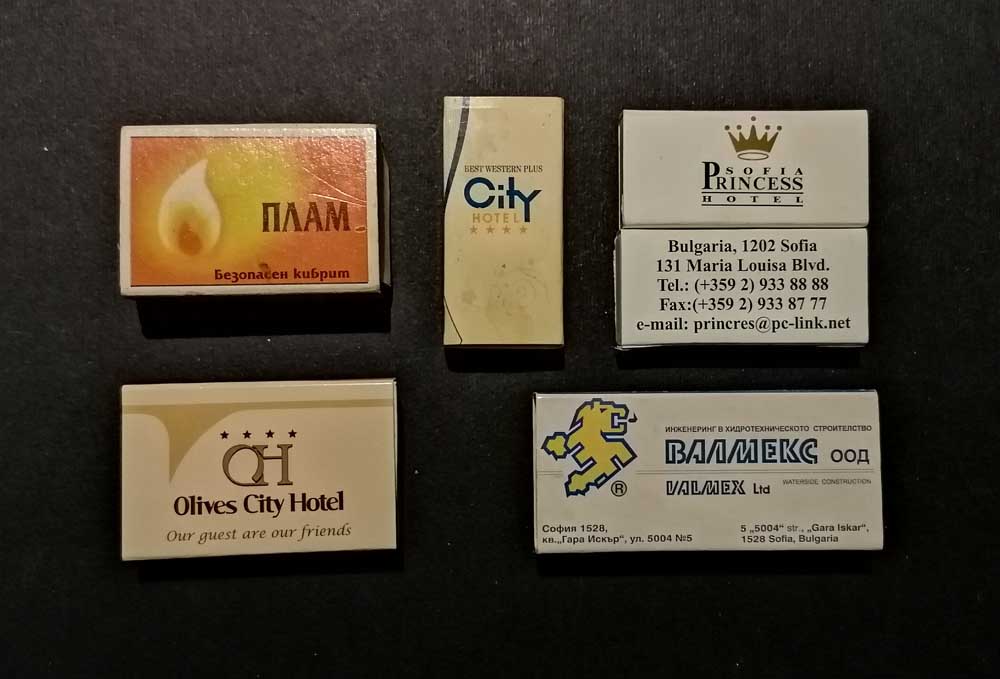 ПЛАМ
Безопасен кибрит
BEST WESTERN PLUS
City
HOTEL
SOFIA
PRINCESS
HOTEL
Bulgaria, 1202 Sofia
131 Maria Louisa Blvd.
Tel.: (+359 2) 933 88 88
Fax:(+359 2) 933 87 77
e-mail: princres@pc-link.net
OH
Olives City Hotel
Our guest are our friends
ИНЖЕНЕРИНГ В ХИДРОТЕХНИЧЕСКОТО СТРОИТЕЛСТВО
ВАЛМЕКС ООД
®
VALMEX Ltd
WATERSIDE CONSTRUCTION
София 1528,
кв.„Гара Искър“, ул. 5004 №5
5 „5004“ str., „Gara Iskar“,
1528 Sofia, Bulgaria